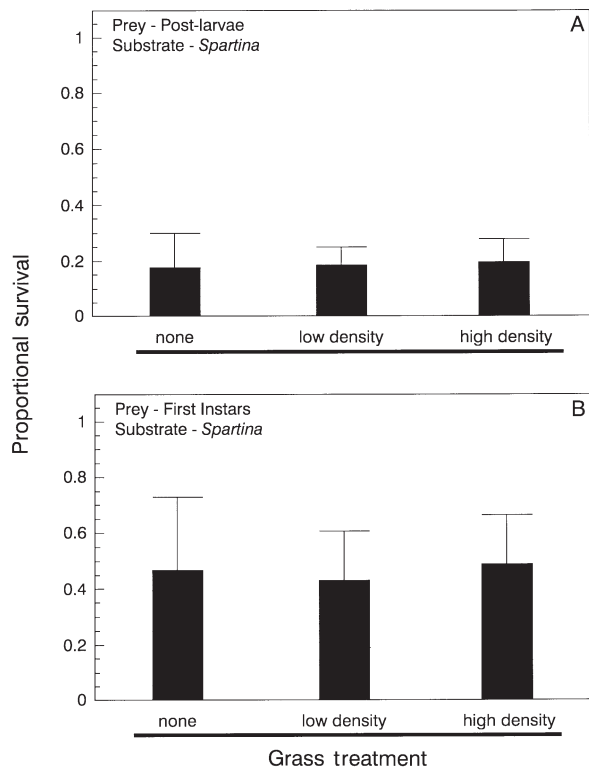 A
Prey - Post-larvae
Substrate - Spartina
1
0.8
0.6
0.4
0.2
0
none low density high density
Proportional survival
B
Prey - First Instars
Substrate - Spartina
1
0.8
0.6
0.4
0.2
0
none low density high density
Grass treatment